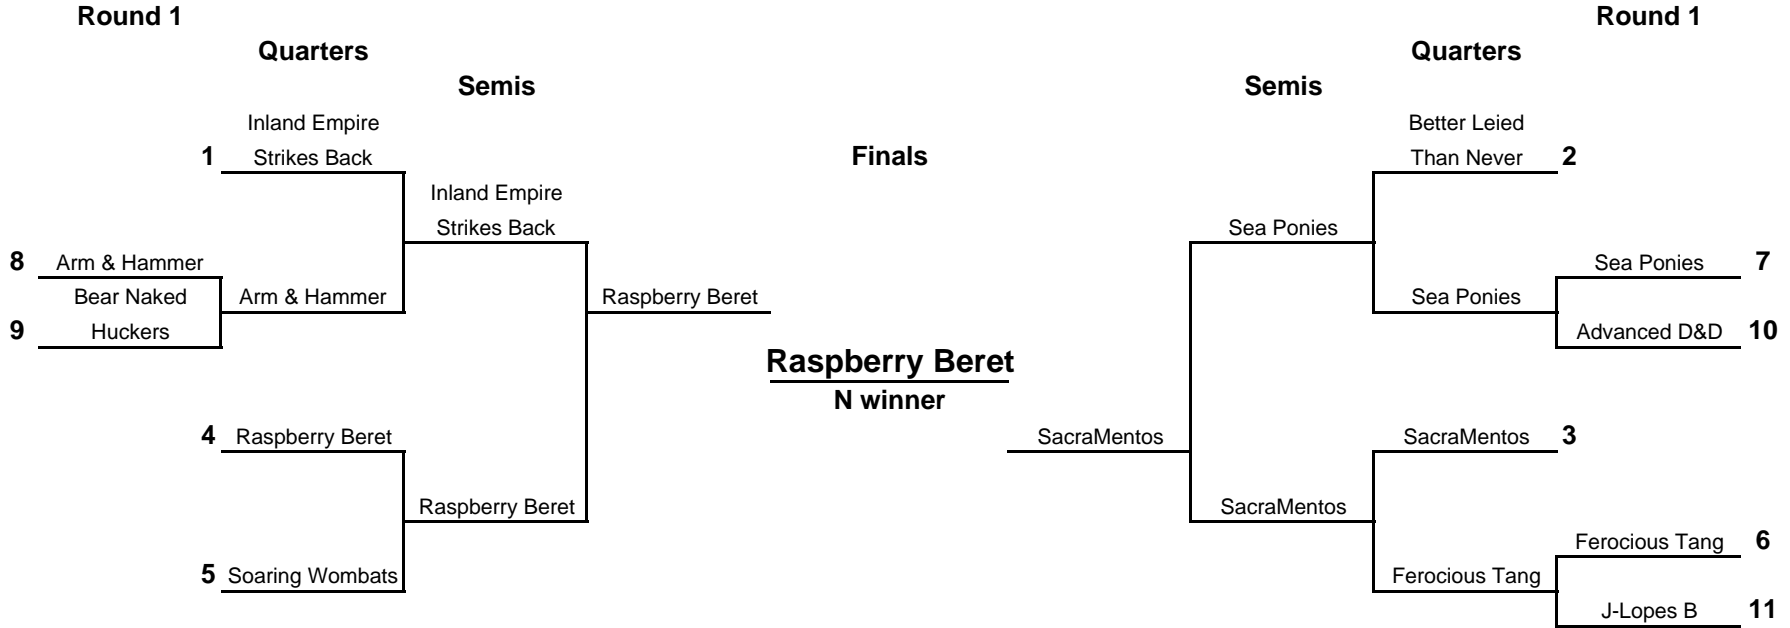 Round 1
Round 1
Quarters
Quarters
Semis
Semis
Inland Empire
Better Leied
1 Strikes Back
Finals
Than Never 2
Inland Empire
Strikes Back
Sea Ponies
8 Arm & Hammer
Sea Ponies 7
Bear Naked
Arm & Hammer
Raspberry Beret
Sea Ponies
9 Huckers
Advanced D&D 10
Raspberry Beret
N winner
4 Raspberry Beret
SacraMentos
SacraMentos 3
Raspberry Beret
SacraMentos
Ferocious Tang 6
5 Soaring Wombats
Ferocious Tang
J-Lopes B 11